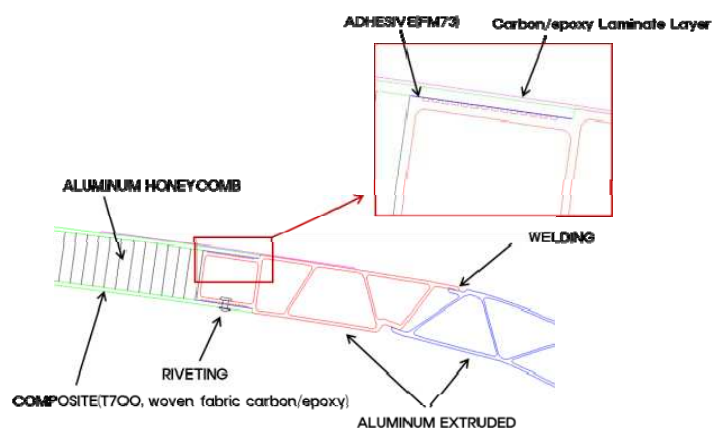 ADHESIVE(FM73)
Carbon/epoxy Laminate Layer
ALUMINUM HONEYCOMB
WELDING
RIVETING
COMPOSITE(T700, woven fabric carbon/epoxy)
ALUMINUM EXTRUDED